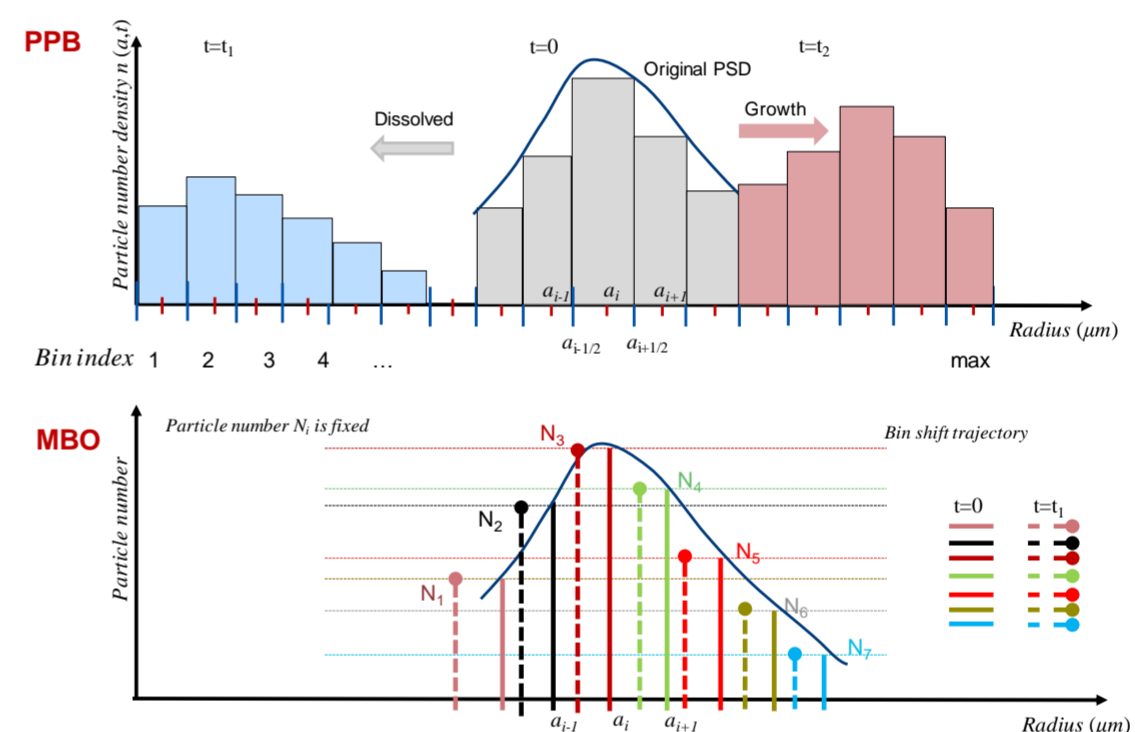 PPB
Particle number density n (a,t)
t=t1
t=0
t=t2
Original PSD
Dissolved
Growth
ai-1
ai
ai+1
Radius (μm)
ai-1/2
ai+1/2
Bin index 1 2 3 4 ... max
MBO
Particle number
Particle number Ni is fixed
Bin shift trajectory
N3
N4
N2
N5
N1
N6
N7
t=0
t=t1
ai-1
ai
ai+1
Radius (μm)